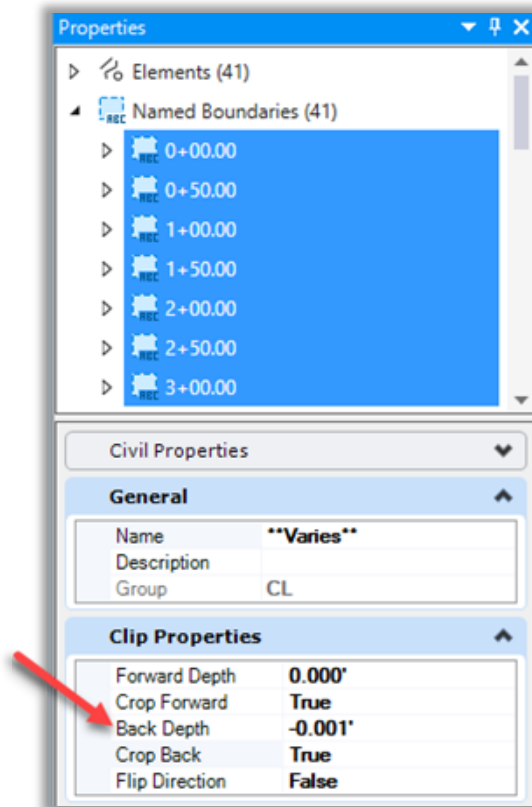 Properties
Elements (41)
Named Boundaries (41)
0+00.00
0+50.00
1+00.00
1+50.00
2+00.00
2+50.00
3+00.00
Civil Properties
General
Name **Varies**
Description
Group CL
Clip Properties
Forward Depth 0.000'
Crop Forward True
Back Depth -0.001'
Crop Back True
Flip Direction False